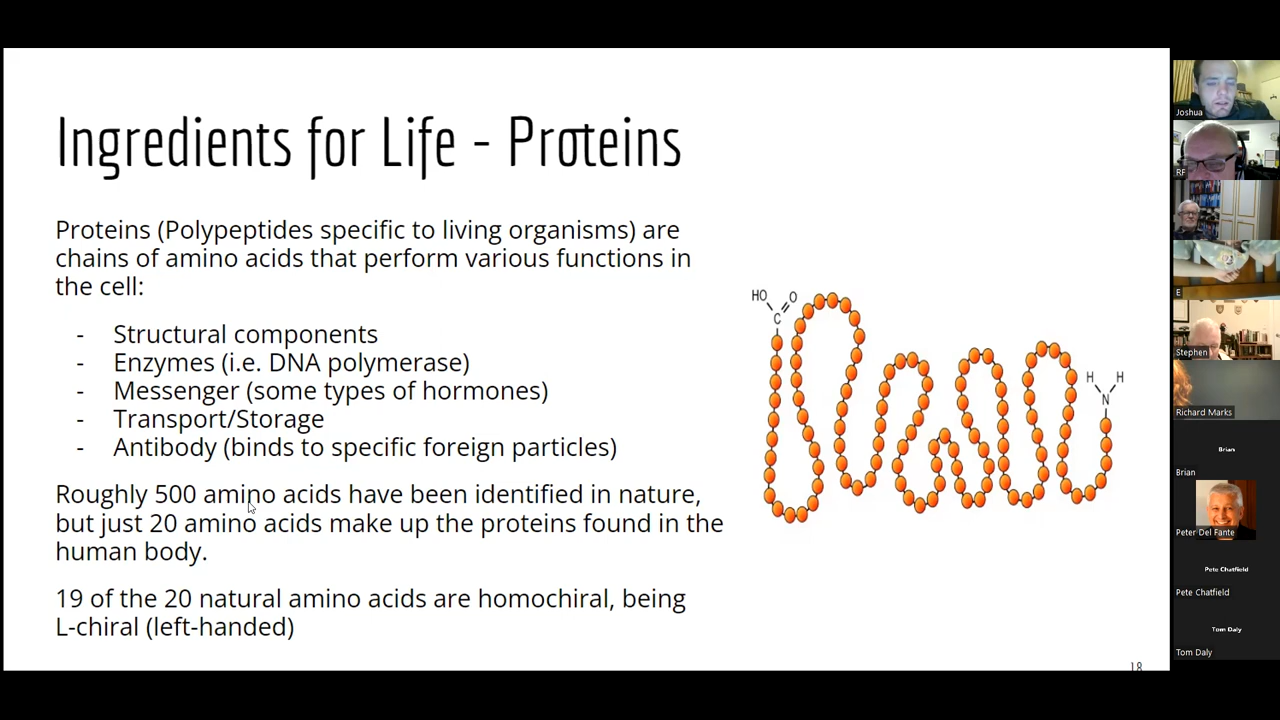 Ingredients for Life - Proteins
Proteins (Polypeptides specific to living organisms) are
chains of amino acids that perform various functions in
the cell:
- Structural components
- Enzymes (i.e. DNA polymerase)
- Messenger (some types of hormones)
- Transport/Storage
- Antibody (binds to specific foreign particles)
Roughly 500 amino acids have been identified in nature,
but just 20 amino acids make up the proteins found in the
human body.
19 of the 20 natural amino acids are homochiral, being
L-chiral (left-handed)
HO O
C
H H
N
18
Joshua
RF
E
Stephen
Richard Marks
Brian
Brian
Peter Del Fante
Pete Chatfield
Pete Chatfield
Tom Daly
Tom Daly